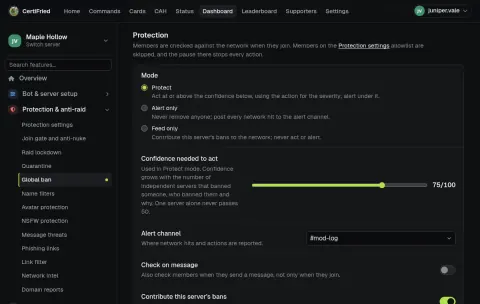 CertiFried
Home
Commands
Cards
CAH
Status
Dashboard
Leaderboard
Supporters
Settings
JV
juniper.vale
JV
Maple Hollow
Switch server
Search features...
Overview
Bot & server setup
Protection & anti-raid
Protection settings
Join gate and anti-nuke
Raid lockdown
Quarantine
Global ban
Name filters
Avatar protection
NSFW protection
Message threats
Phishing links
Link filter
Network intel
Domain reports
Protection
Members are checked against the network when they join. Members on the Protection settings allowlist are
skipped, and the pause there stops every action.
Mode
Protect
Act at or above the confidence below, using the action for the severity; alert under it.
Alert only
Never remove anyone; post every network hit to the alert channel.
Feed only
Contribute this server's bans to the network; never act or alert.
Confidence needed to act
Used in Protect mode. Confidence
grows with the number of
independent servers that banned
someone, who banned them and
why. One server alone never passes
50.
75/100
Alert channel
Where network hits and actions are reported.
#mod-log
Check on message
Also check members when they send a message, not only when they join.
Contribute this server's bans